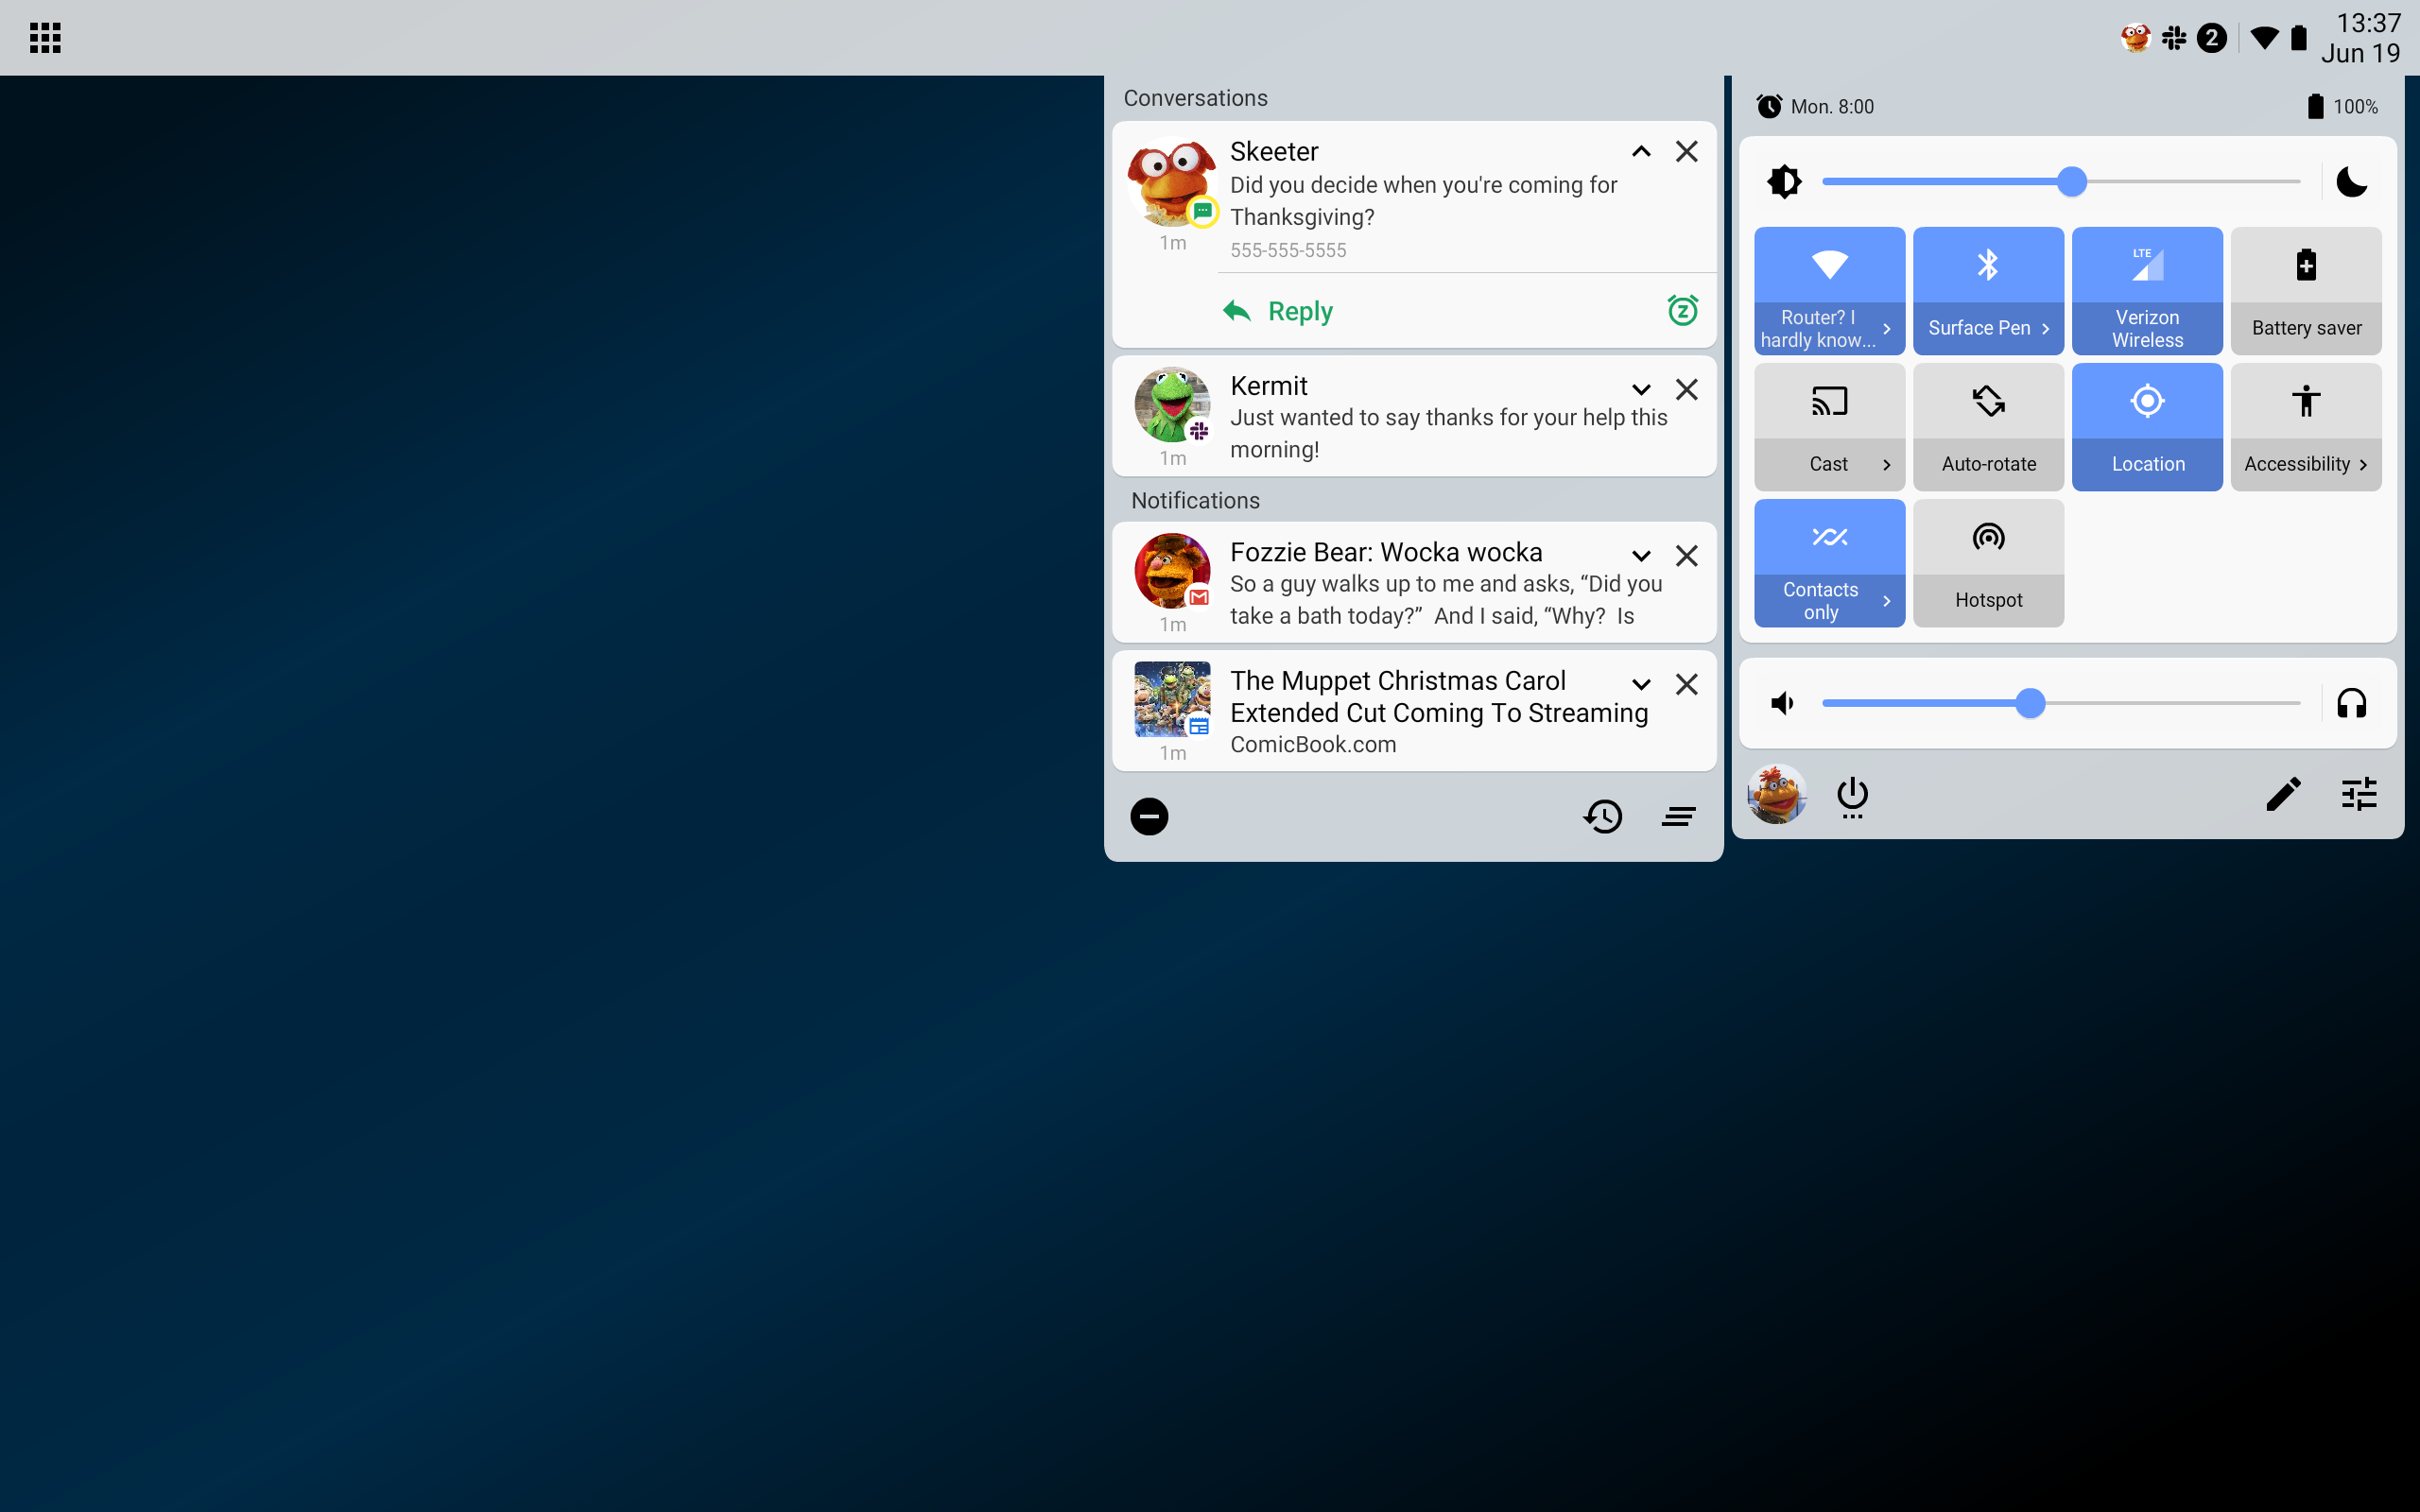 2
13:37
Jun 19
Conversations
Skeeter
Did you decide when you're coming for
Thanksgiving?
555-555-5555
1m
Reply
Kermit
Just wanted to say thanks for your help this
morning!
1m
Notifications
Fozzie Bear: Wocka wocka
So a guy walks up to me and asks, “Did you
take a bath today?”  And I said, “Why?  Is
1m
The Muppet Christmas Carol
Extended Cut Coming To Streaming
ComicBook.com
1m
Mon. 8:00
100%
Router? I
hardly know...
Surface Pen
LTE
Verizon
Wireless
Battery saver
Cast
Auto-rotate
Location
Accessibility
Contacts
only
Hotspot